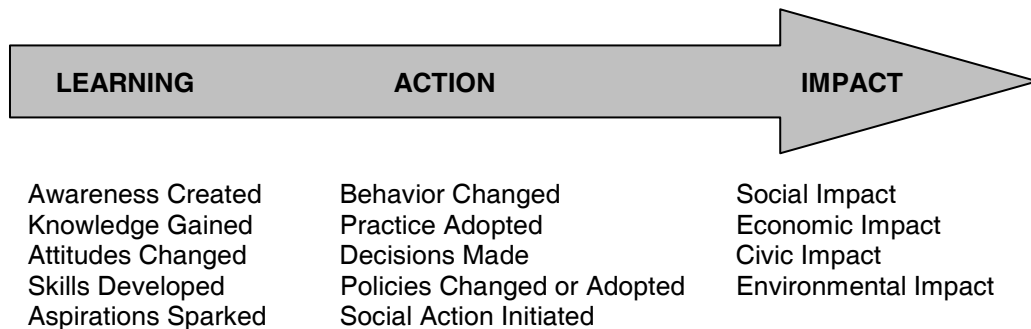 LEARNING ACTION IMPACT
Awareness Created Behavior Changed Social Impact
Knowledge Gained Practice Adopted Economic Impact
Attitudes Changed Decisions Made Civic Impact
Skills Developed Policies Changed or Adopted Environmental Impact
Aspirations Sparked Social Action Initiated